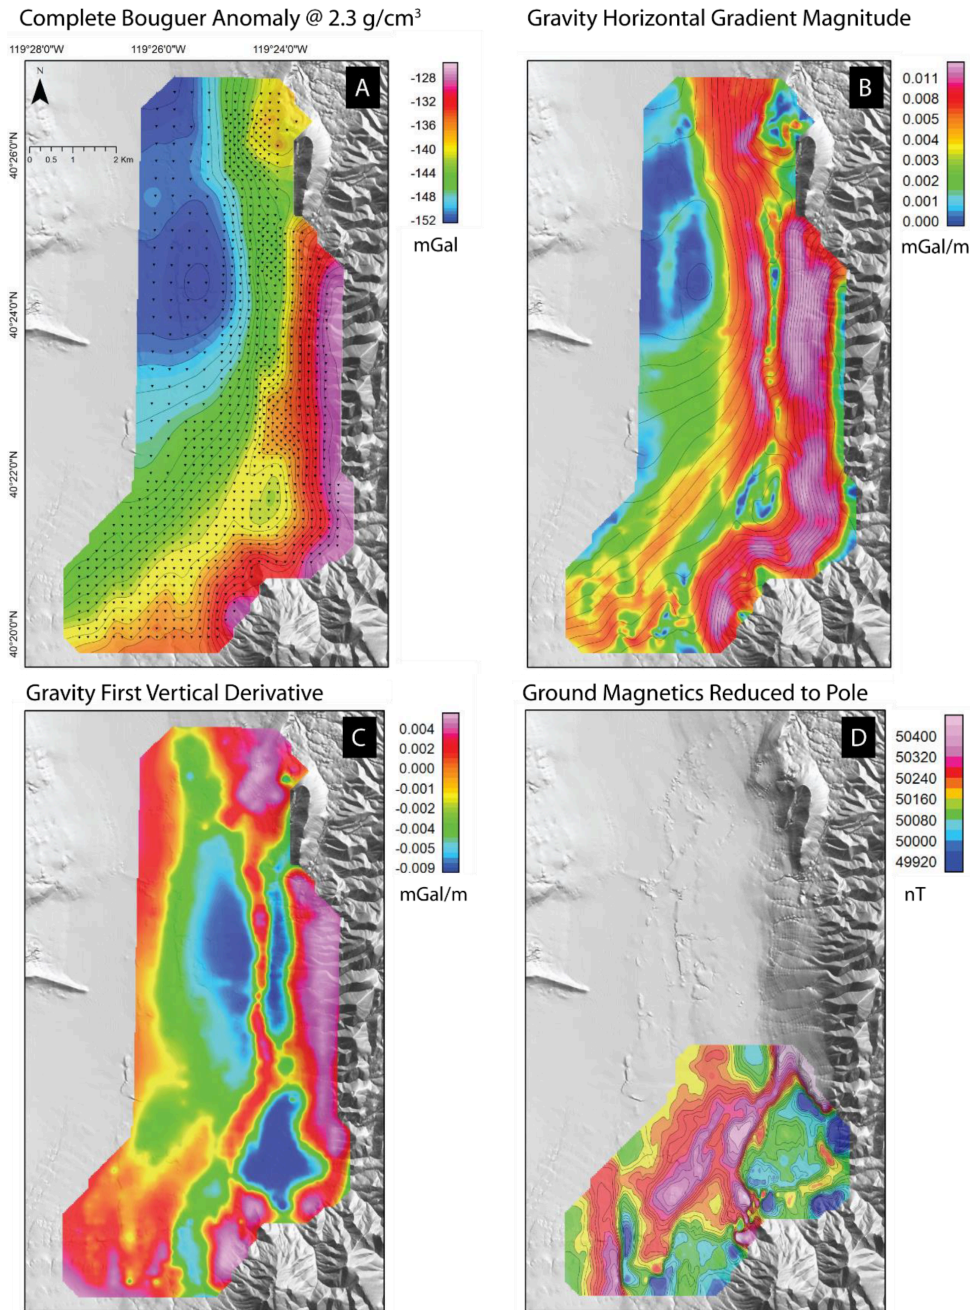 Complete Bouguer Anomaly @ 2.3 g/cm³
Gravity Horizontal Gradient Magnitude
119°28'0"W
119°26'0"W
119°24'0"W
N
0 0.5 1 2 Km
40°26'0"N
40°24'0"N
40°22'0"N
40°20'0"N
A
-128
-132
-136
-140
-144
-148
-152
mGal
B
0.011
0.008
0.006
0.004
0.003
0.002
0.001
0.000
mGal/m
Gravity First Vertical Derivative
Ground Magnetics Reduced to Pole
C
0.004
0.002
0.000
-0.001
-0.002
-0.004
-0.005
-0.009
mGal/m
D
50400
50320
50240
50160
50080
50000
49920
nT